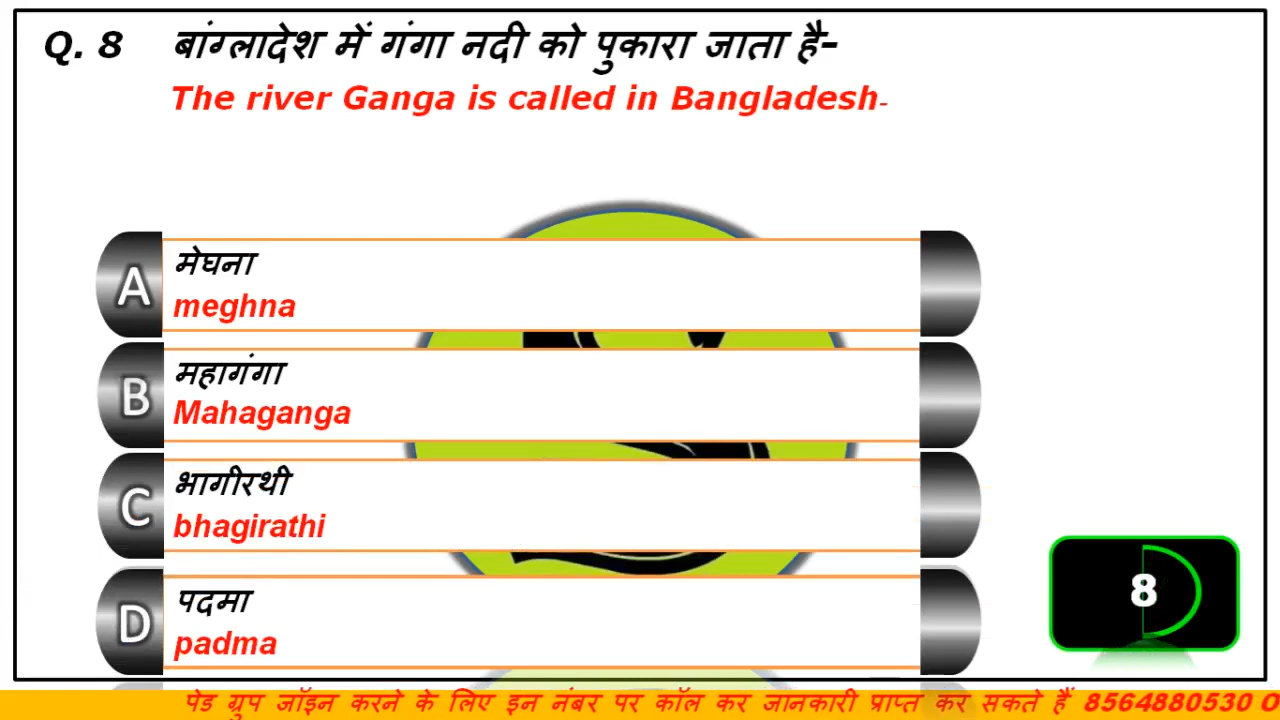 Q. 8 बांग्लादेश में गंगा नदी को पुकारा जाता है-
The river Ganga is called in Bangladesh-
A
मेघना
meghna
B
महागंगा
Mahaganga
C
भागीरथी
bhagirathi
D
पदमा
padma
8
पेड ग्रुप जॉइन करने के लिए इन नंबर पर कॉल कर जानकारी प्राप्त कर सकते हैं 8564880530 O